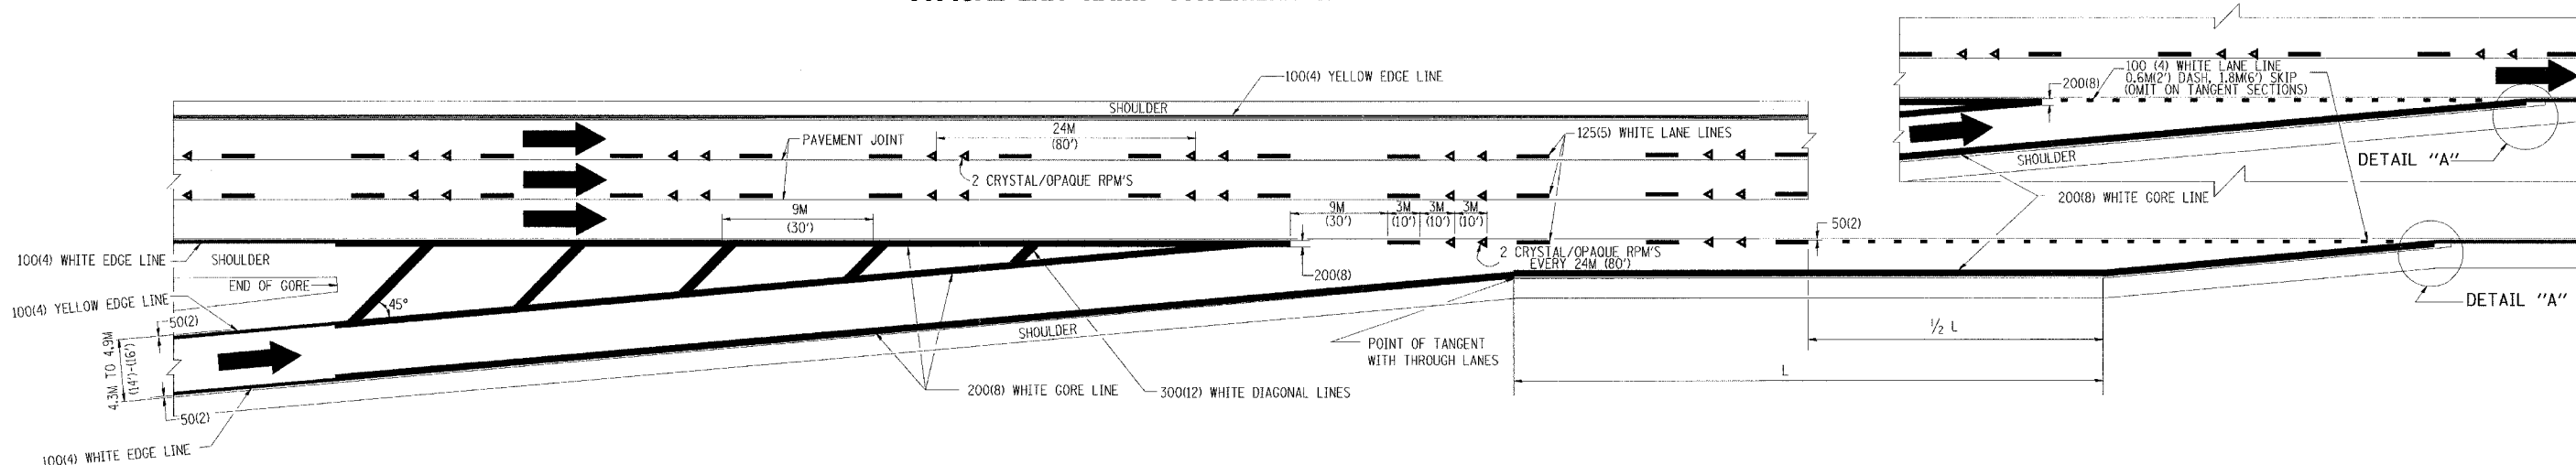 100(4) YELLOW EDGE LINE
SHOULDER
PAVEMENT JOINT
24M
(80')
125(5) WHITE LANE LINES
2 CRYSTAL/OPAQUE RPM'S
9M
(30')
9M
(30')
3M
(10')
3M
(10')
3M
(10')
100(4) WHITE EDGE LINE
SHOULDER
END OF GORE
100(4) YELLOW EDGE LINE
45°
50(2)
4.3M TO 4.9M
(14')-(16')
50(2)
100(4) WHITE EDGE LINE
200(8)
2 CRYSTAL/OPAQUE RPM'S
EVERY 24M (80')
SHOULDER
200(8) WHITE GORE LINE
300(12) WHITE DIAGONAL LINES
POINT OF TANGENT
WITH THROUGH LANES
L
1/2 L
50(2)
200(8) WHITE GORE LINE
DETAIL "A"
200(8)
100 (4) WHITE LANE LINE
0.6M(2') DASH, 1.8M(6') SKIP
(OMIT ON TANGENT SECTIONS)
SHOULDER
DETAIL "A"